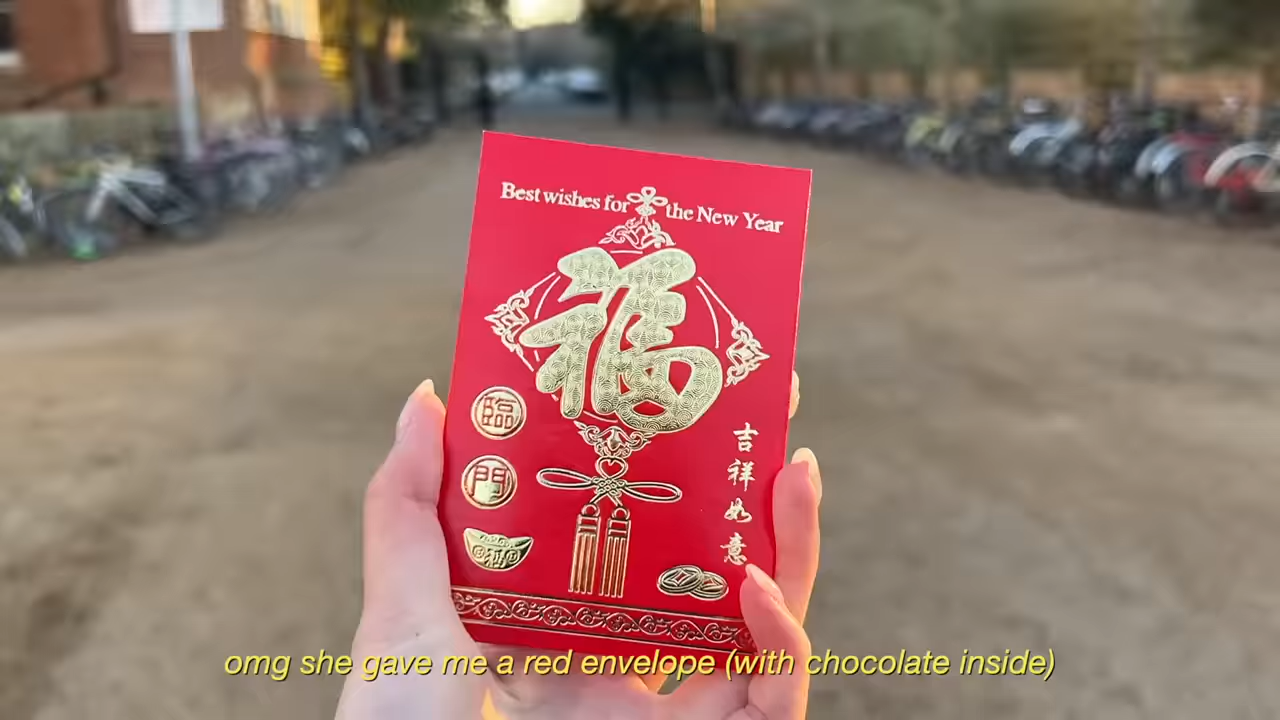 Best wishes for the New Year
福
臨
門
福
吉
祥
如
意
omg she gave me a red envelope (with chocolate inside)